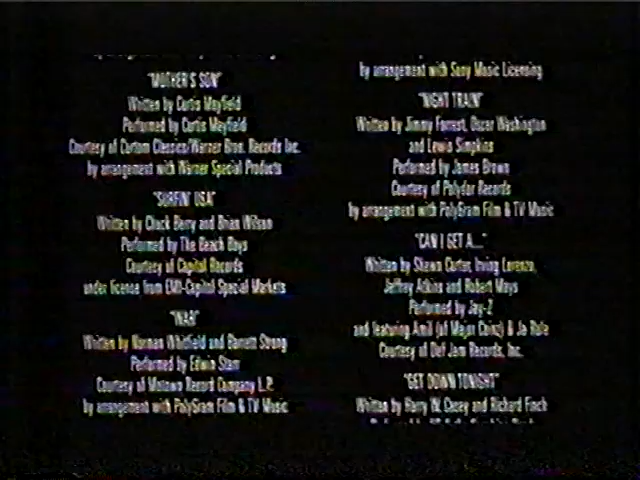 "MOTHER'S SON"
Written by Curtis Mayfield
Performed by Curtis Mayfield
Courtesy of Curtom Classics/Warner Bros. Records Inc.
by arrangement with Warner Special Products
"SURFIN' USA"
Written by Chuck Berry and Brian Wilson
Performed by The Beach Boys
Courtesy of Capitol Records
under license from EMI-Capitol Special Markets
"WAR"
Written by Norman Whitfield and Barrett Strong
Performed by Edwin Starr
Courtesy of Motown Record Company L.P.
by arrangement with PolyGram Film & TV Music
by arrangement with Sony Music Licensing
"NIGHT TRAIN"
Written by Jimmy Forrest, Oscar Washington
and Lewis Simpkins
Performed by James Brown
Courtesy of Polydor Records
by arrangement with PolyGram Film & TV Music
"CAN I GET A..."
Written by Shawn Carter, Irving Lorenzo,
Jeffrey Atkins and Robert Mays
Performed by Jay-Z
and featuring Amil (of Major Coinz) & Ja Rule
Courtesy of Def Jam Records, Inc.
"GET DOWN TONIGHT"
Written by Harry W. Casey and Richard Finch